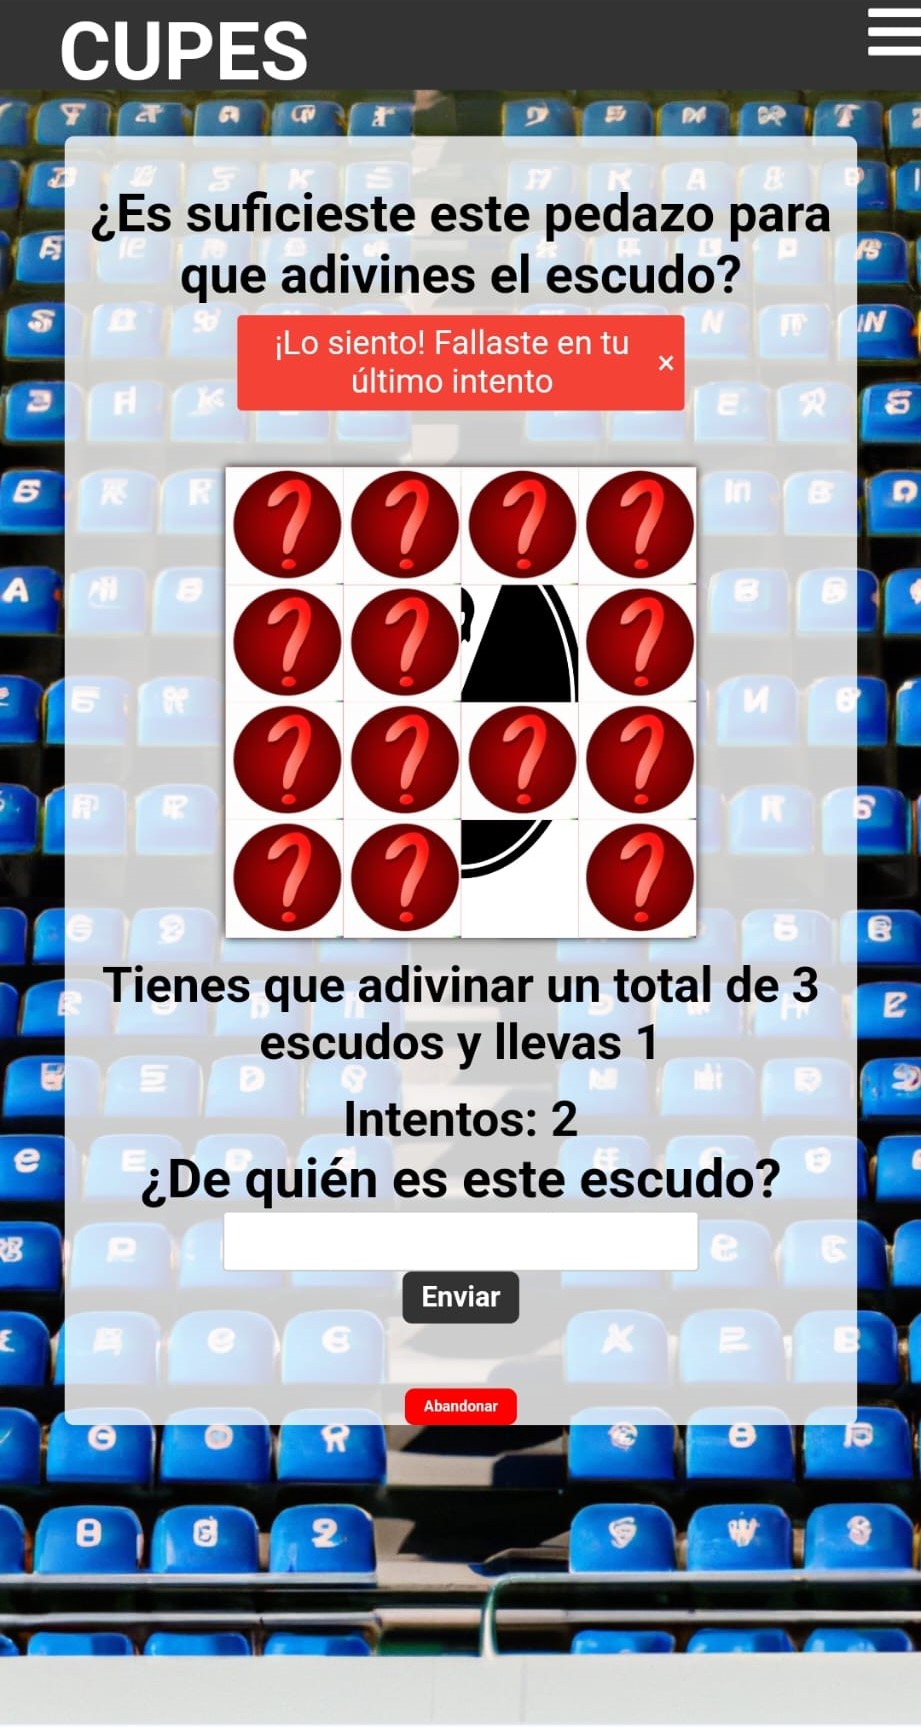 CUPES
¿Es suficieste este pedazo para
que adivines el escudo?
¡Lo siento! Fallaste en tu
último intento
×
? ? ? ?
? ? ?
? ? ? ?
? ? ?
Tienes que adivinar un total de 3
escudos y llevas 1
Intentos: 2
¿De quién es este escudo?
Enviar
Abandonar